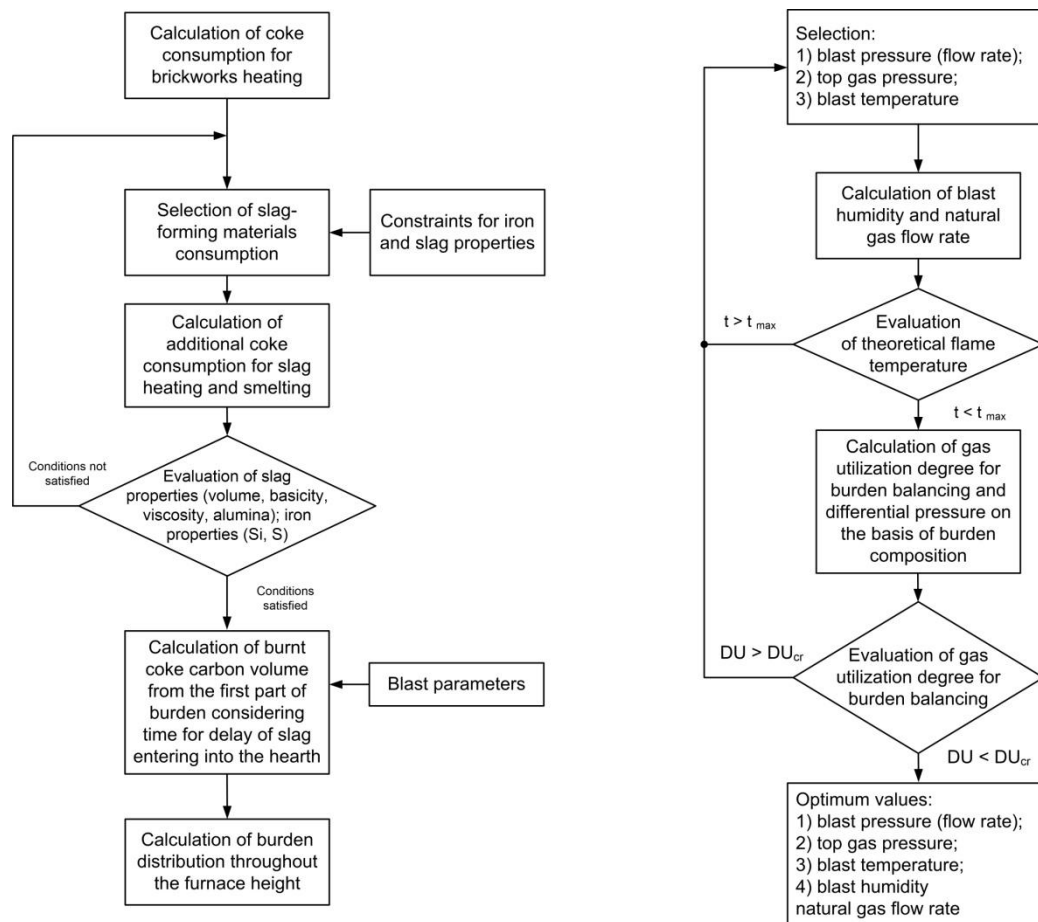 Calculation of coke
consumption for
brickworks heating
Selection of slag-
forming materials
consumption
Constraints for iron
and slag properties
Calculation of
additional coke
consumption for slag
heating and smelting
Conditions not
satisfied
Evaluation of slag
properties (volume, basicity,
viscosity, alumina); iron
properties (Si, S)
Conditions
satisfied
Calculation of burnt
coke carbon volume
from the first part of
burden considering
time for delay of slag
entering into the hearth
Blast parameters
Calculation of burden
distribution throughout
the furnace height
Selection:
1) blast pressure (flow rate);
2) top gas pressure;
3) blast temperature
Calculation of blast
humidity and natural
gas flow rate
t > t max
Evaluation
of theoretical flame
temperature
t < t max
Calculation of gas
utilization degree for
burden balancing and
differential pressure on
the basis of burden
composition
DU > DUcr
Evaluation of gas
utilization degree for
burden balancing
DU < DUcr
Optimum values:
1) blast pressure (flow rate);
2) top gas pressure;
3) blast temperature;
4) blast humidity
natural gas flow rate